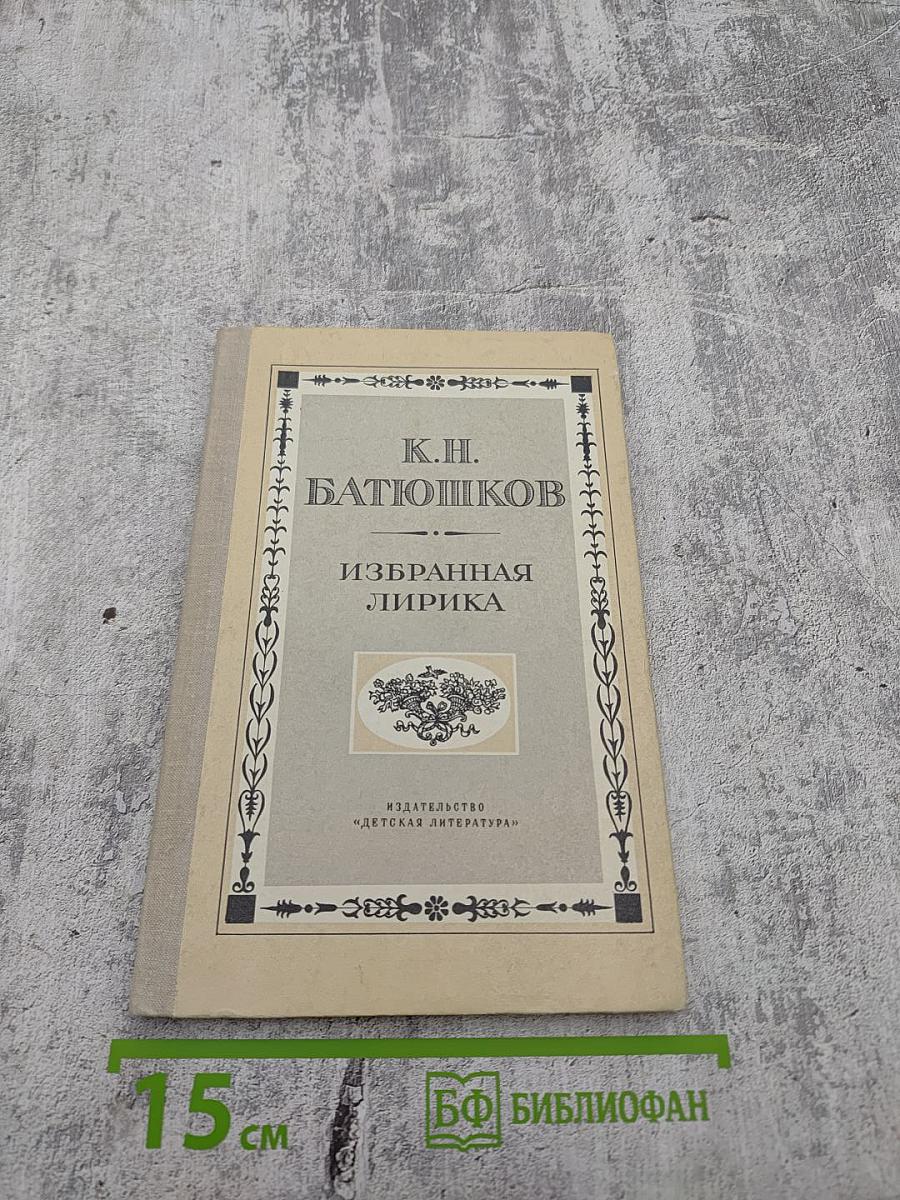 К.Н.
БАТЮШКОВ
ИЗБРАННАЯ
ЛИРИКА
ИЗДАТЕЛЬСТВО
«ДЕТСКАЯ ЛИТЕРАТУРА»
15 см
БФ БИБЛИОФАН